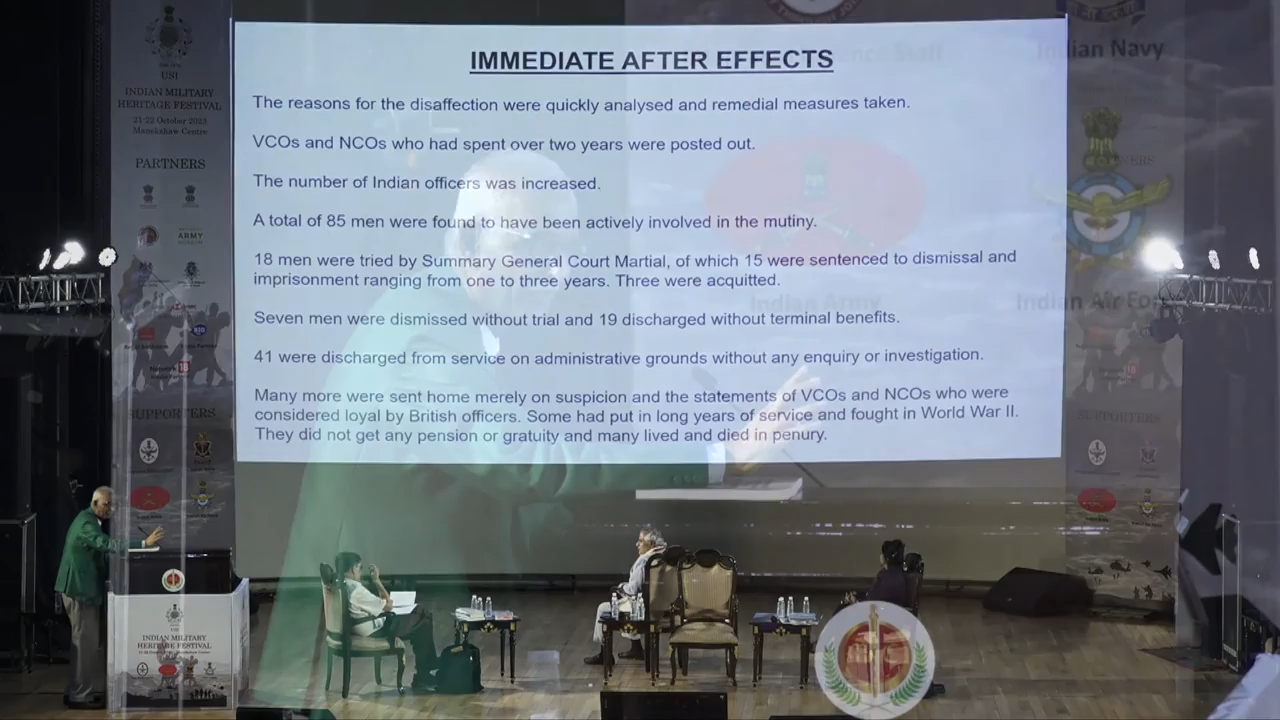 IMMEDIATE AFTER EFFECTS
The reasons for the disaffection were quickly analysed and remedial measures taken.
VCOs and NCOs who had spent over two years were posted out.
The number of Indian officers was increased.
A total of 85 men were found to have been actively involved in the mutiny.
18 men were tried by Summary General Court Martial, of which 15 were sentenced to dismissal and
imprisonment ranging from one to three years. Three were acquitted.
Seven men were dismissed without trial and 19 discharged without terminal benefits.
41 were discharged from service on administrative grounds without any enquiry or investigation.
Many more were sent home merely on suspicion and the statements of VCOs and NCOs who were
considered loyal by British officers. Some had put in long years of service and fought in World War II.
They did not get any pension or gratuity and many lived and died in penury.
USI
INDIAN MILITARY
HERITAGE FESTIVAL
21-22 October 2023
Manekshaw Centre
PARTNERS
ARMY
SUPPORTERS
Indian Navy
Indian Army
Indian Air
SUPPORTERS
INDIAN MILITARY
HERITAGE FESTIVAL